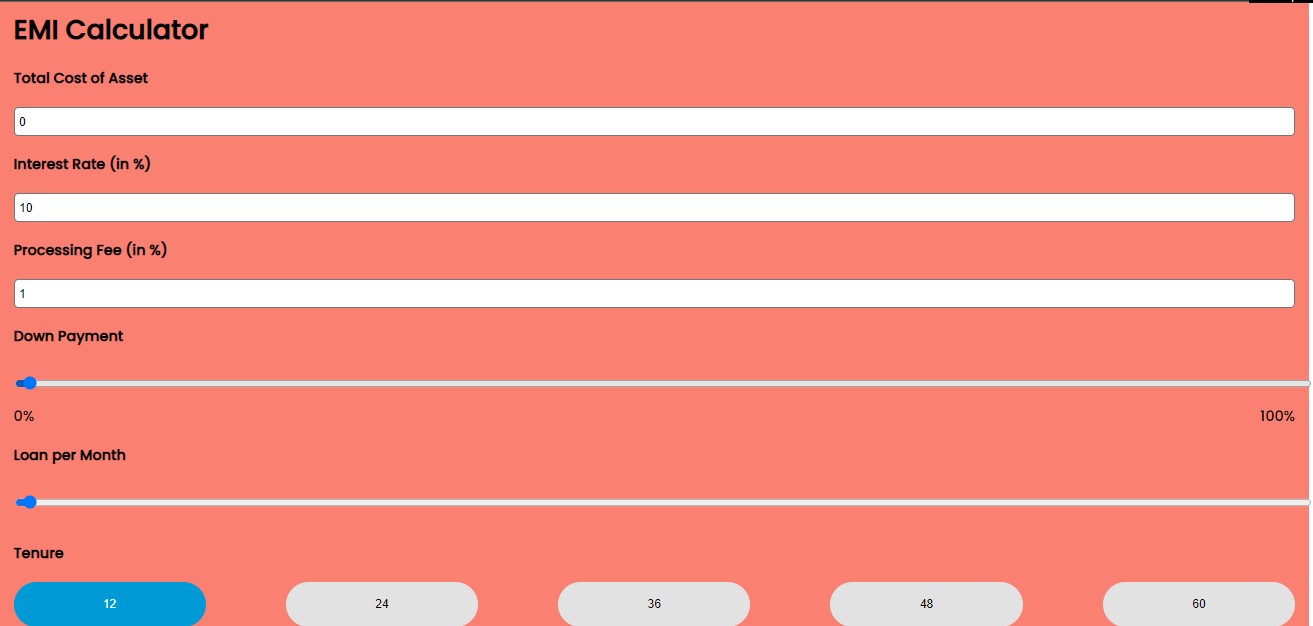 EMI Calculator
Total Cost of Asset
0
Interest Rate (in %)
10
Processing Fee (in %)
1
Down Payment
0% 100%
Loan per Month
Tenure
12 24 36 48 60